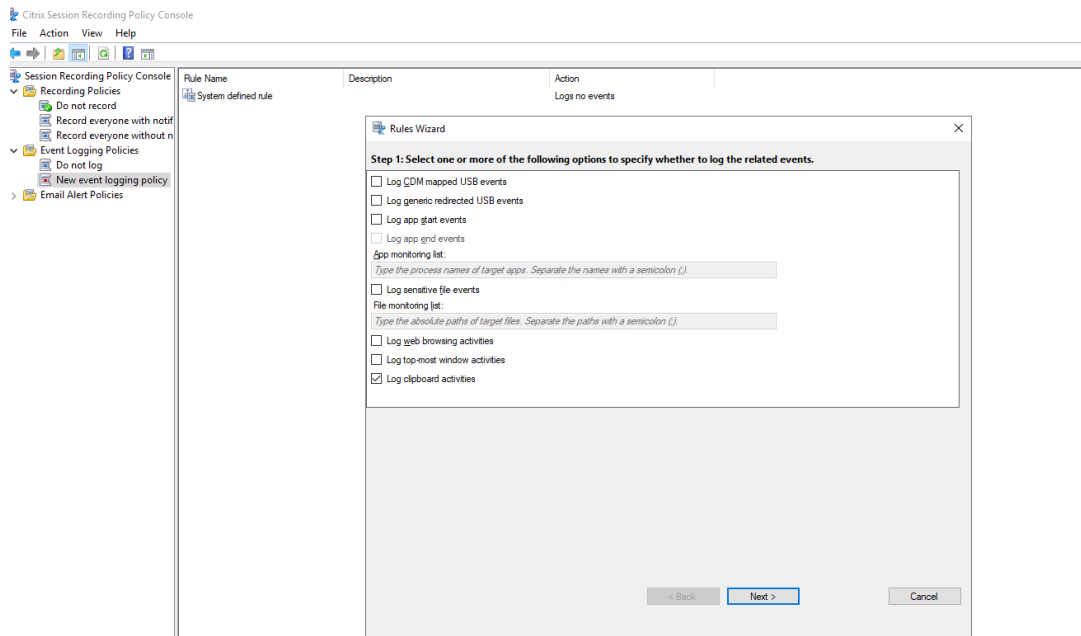 Citrix Session Recording Policy Console
File Action View Help
Session Recording Policy Console
Recording Policies
Do not record
Record everyone with notif
Record everyone without n
Event Logging Policies
Do not log
New event logging policy
Email Alert Policies
Rule Name Description Action
System defined rule Logs no events
Rules Wizard
Step 1: Select one or more of the following options to specify whether to log the related events.
Log CDM mapped USB events
Log generic redirected USB events
Log app start events
Log app end events
App monitoring list:
Type the process names of target apps. Separate the names with a semicolon (;).
Log sensitive file events
File monitoring list:
Type the absolute paths of target files. Separate the paths with a semicolon (;).
Log web browsing activities
Log top-most window activities
Log clipboard activities
< Back Next > Cancel